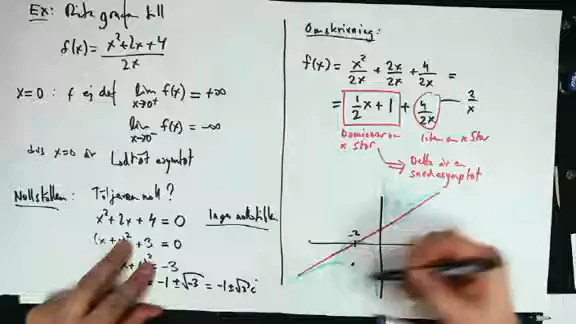 Ex: Rita grafen till
f(x) = x²+2x+4 / 2x
x=0 : f ej def lim x→0⁺ f(x) = +∞
lim x→0⁻ f(x) = -∞
dvs x=0 är Lodrät asymptot
Nollställen: Täljaren noll?
x²+2x+4 = 0 Inga nollställen
(x+1)² +3 = 0
= -3
= -1 ± √-3 = -1 ± √3 i
Omskrivning:
f(x) = x²/2x + 2x/2x + 4/2x =
= 1/2 x + 1 + 4/2x 2/x
Dominerar om x stor
liten om x stor
Detta är en
snedasymptot
-2